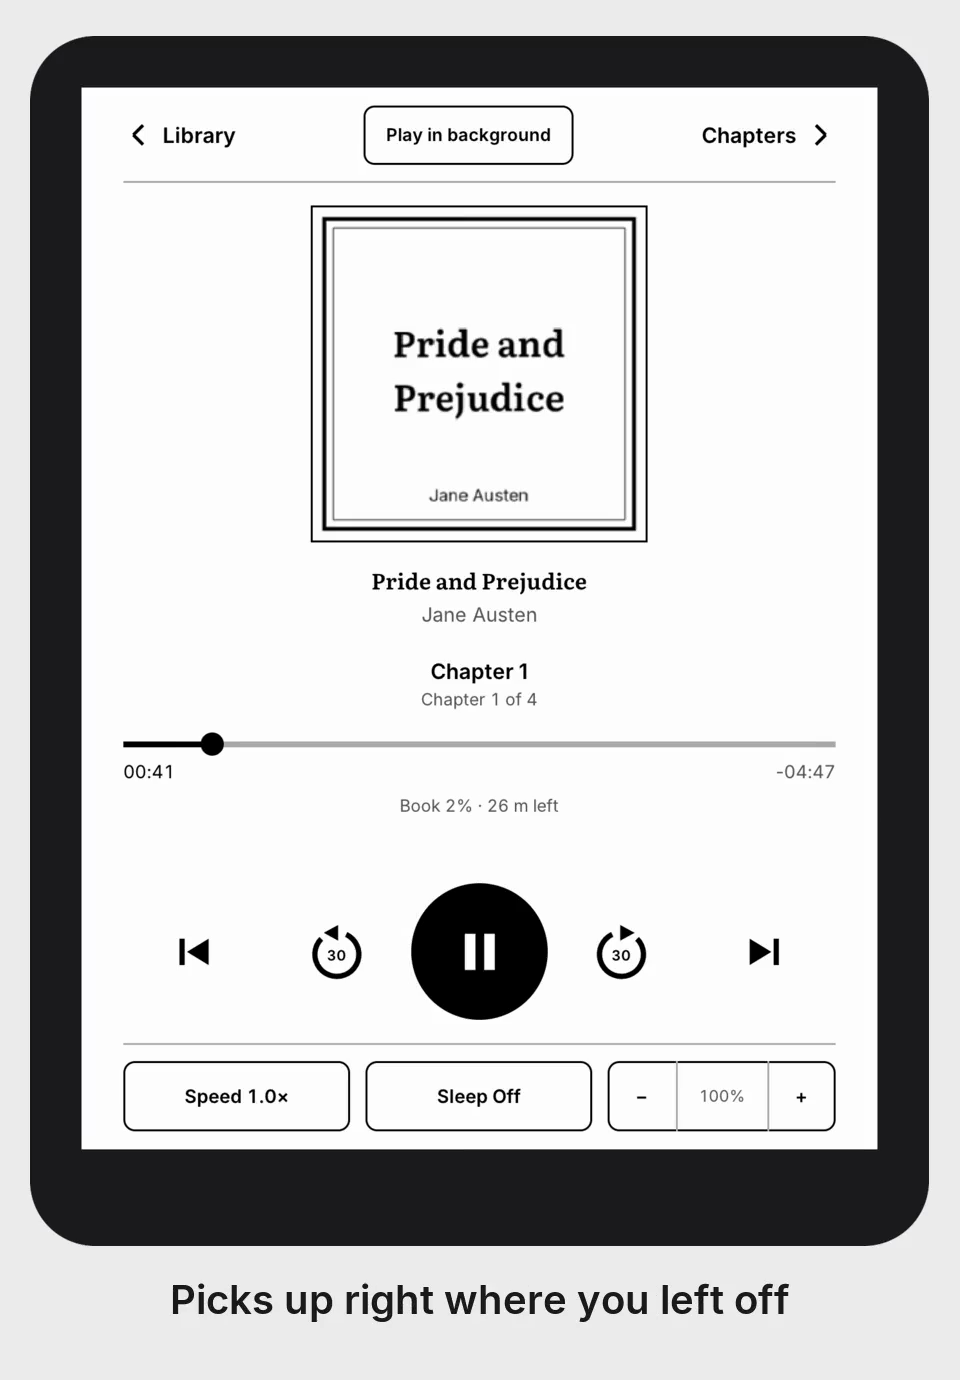 Library
Play in background
Chapters
Pride and
Prejudice
Jane Austen
Pride and Prejudice
Jane Austen
Chapter 1
Chapter 1 of 4
00:41
-04:47
Book 2% · 26 m left
30
30
Speed 1.0×
Sleep Off
− 100% +
Picks up right where you left off